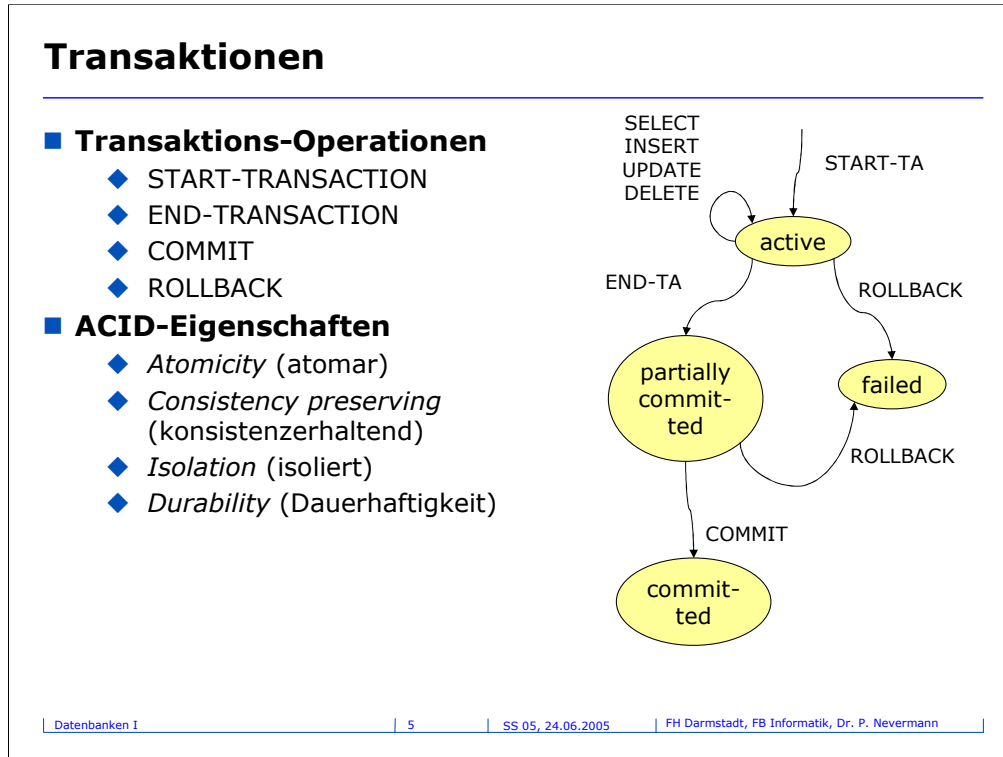 Transaktionen
Transaktions-Operationen
START-TRANSACTION
END-TRANSACTION
COMMIT
ROLLBACK
ACID-Eigenschaften
Atomicity (atomar)
Consistency preserving
(konsistenzerhaltend)
Isolation (isoliert)
Durability (Dauerhaftigkeit)
SELECT
INSERT
UPDATE
DELETE
START-TA
active
END-TA
ROLLBACK
partially
commit-
ted
failed
ROLLBACK
COMMIT
commit-
ted
Datenbanken I
5
SS 05, 24.06.2005
FH Darmstadt, FB Informatik, Dr. P. Nevermann